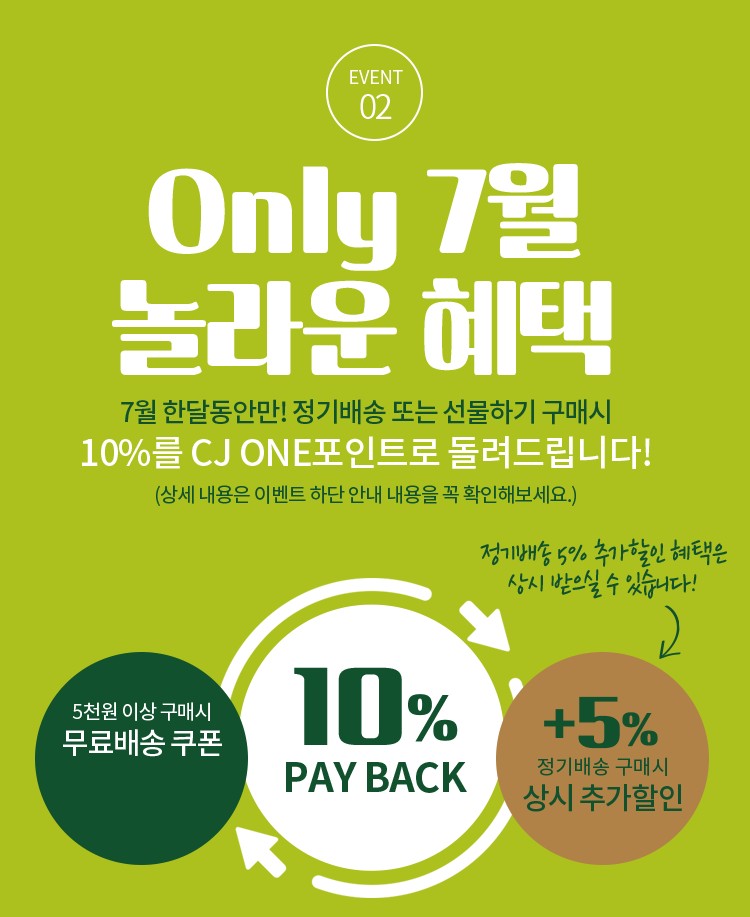 EVENT
02
Only 7월
놀라운 혜택
7월 한달동안만! 정기배송 또는 선물하기 구매시
10%를 CJ ONE포인트로 돌려드립니다!
(상세 내용은 이벤트 하단 안내 내용을 꼭 확인해보세요.)
정기배송 5% 추가할인 혜택은
상시 받으실 수 있습니다!
5천원 이상 구매시
무료배송 쿠폰
10%
PAY BACK
+5%
정기배송 구매시
상시 추가할인